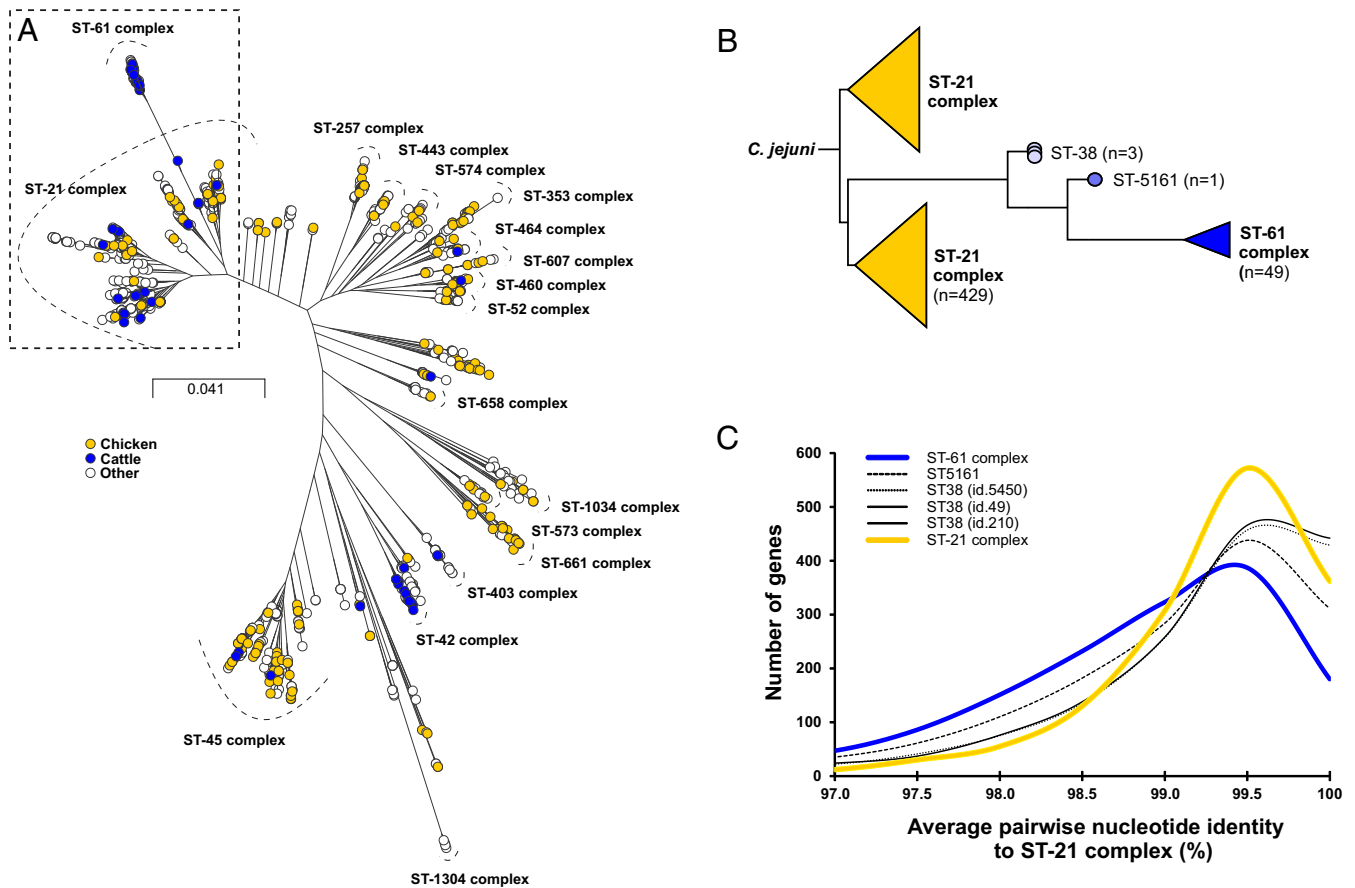 A
ST-61 complex
ST-21 complex
ST-257 complex
ST-443 complex
ST-574 complex
ST-353 complex
ST-464 complex
ST-607 complex
ST-460 complex
ST-52 complex
0.041
ST-658 complex
Chicken
Cattle
Other
ST-1034 complex
ST-573 complex
ST-661 complex
ST-403 complex
ST-42 complex
ST-45 complex
ST-1304 complex
B
ST-21
complex
C. jejuni
ST-38 (n=3)
ST-5161 (n=1)
ST-61
complex
(n=49)
ST-21
complex
(n=429)
C
600
500
400
300
200
100
0
ST-61 complex
ST5161
ST38 (id.5450)
ST38 (id.49)
ST38 (id.210)
ST-21 complex
Number of genes
97.0 97.5 98.0 98.5 99.0 99.5 100
Average pairwise nucleotide identity
to ST-21 complex (%)